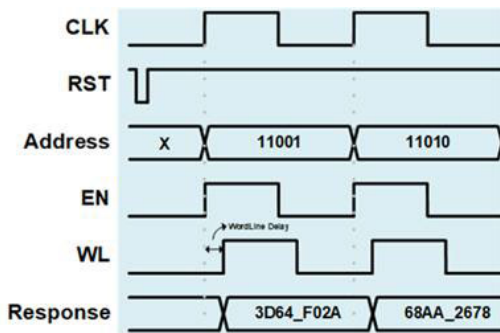 CLK
RST
Address X 11001 11010
EN
WordLine Delay
WL
Response 3D64_F02A 68AA_2678